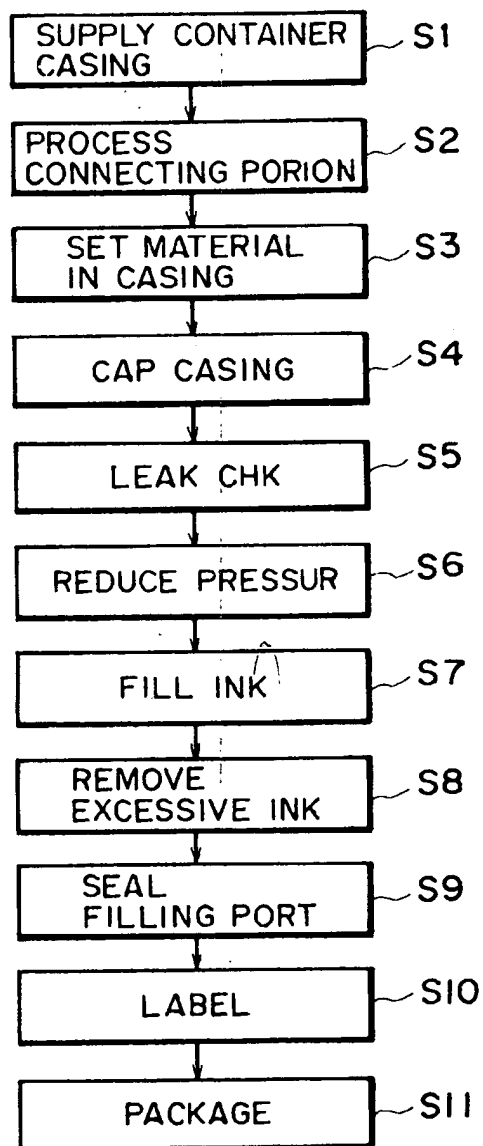 SUPPLY CONTAINER S1
CASING
PROCESS S2
CONNECTING PORION
SET MATERIAL S3
IN CASING
CAP CASING S4
LEAK CHK S5
REDUCE PRESSUR S6
FILL INK S7
REMOVE S8
EXCESSIVE INK
SEAL S9
FILLING PORT
LABEL S10
PACKAGE S11